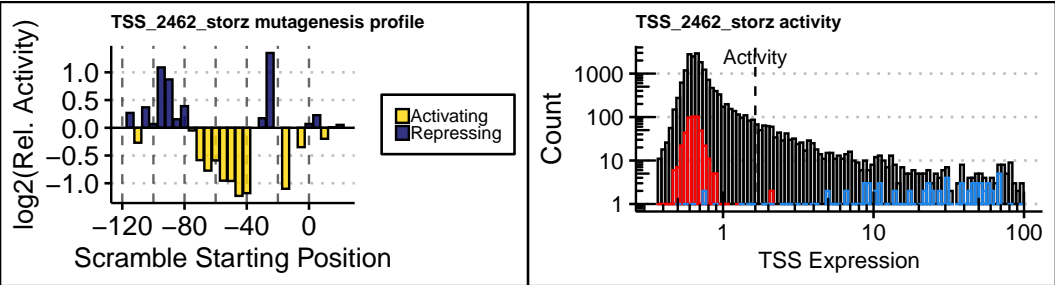 TSS_2462_storz mutagenesis profile
log2(Rel. Activity)
1.0
0.5
0.0
−0.5
−1.0
−120 −80 −40 0
Scramble Starting Position
Activating
Repressing
TSS_2462_storz activity
Activity
Count
1000
100
10
1
1 10 100
TSS Expression